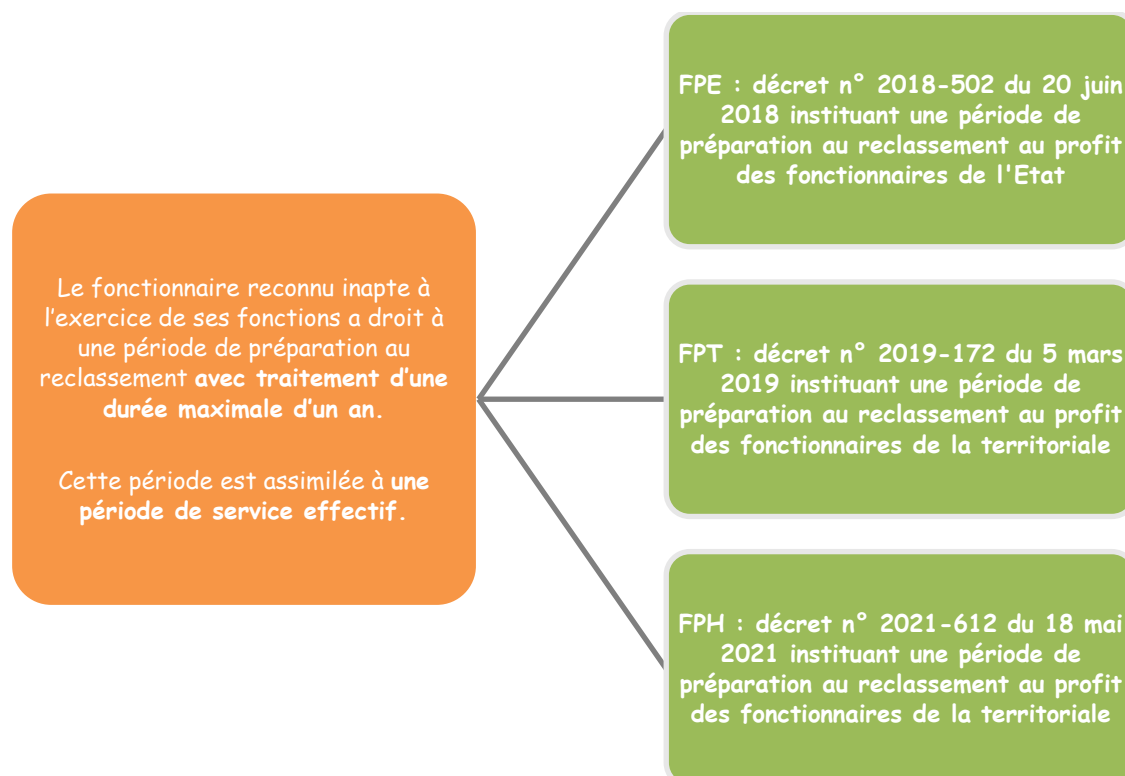 Le fonctionnaire reconnu inapte à
l’exercice de ses fonctions a droit à
une période de préparation au
reclassement avec traitement d’une
durée maximale d’un an.
Cette période est assimilée à une
période de service effectif.
FPE : décret n° 2018-502 du 20 juin
2018 instituant une période de
préparation au reclassement au profit
des fonctionnaires de l'Etat
FPT : décret n° 2019-172 du 5 mars
2019 instituant une période de
préparation au reclassement au profit
des fonctionnaires de la territoriale
FPH : décret n° 2021-612 du 18 mai
2021 instituant une période de
préparation au reclassement au profit
des fonctionnaires de la territoriale